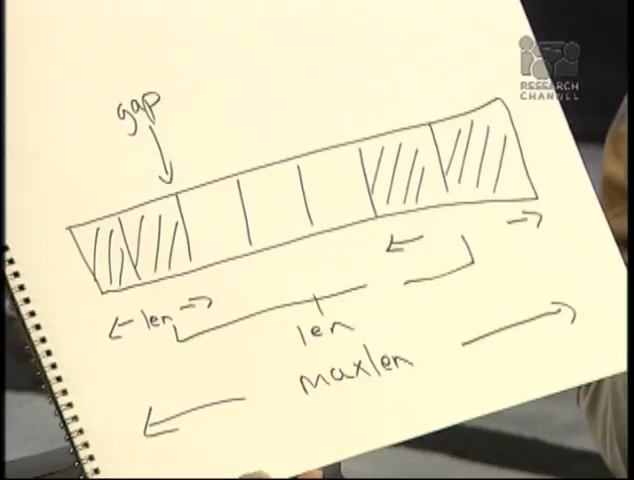 RESEARCH
CHANNEL
gap
len
len
maxlen